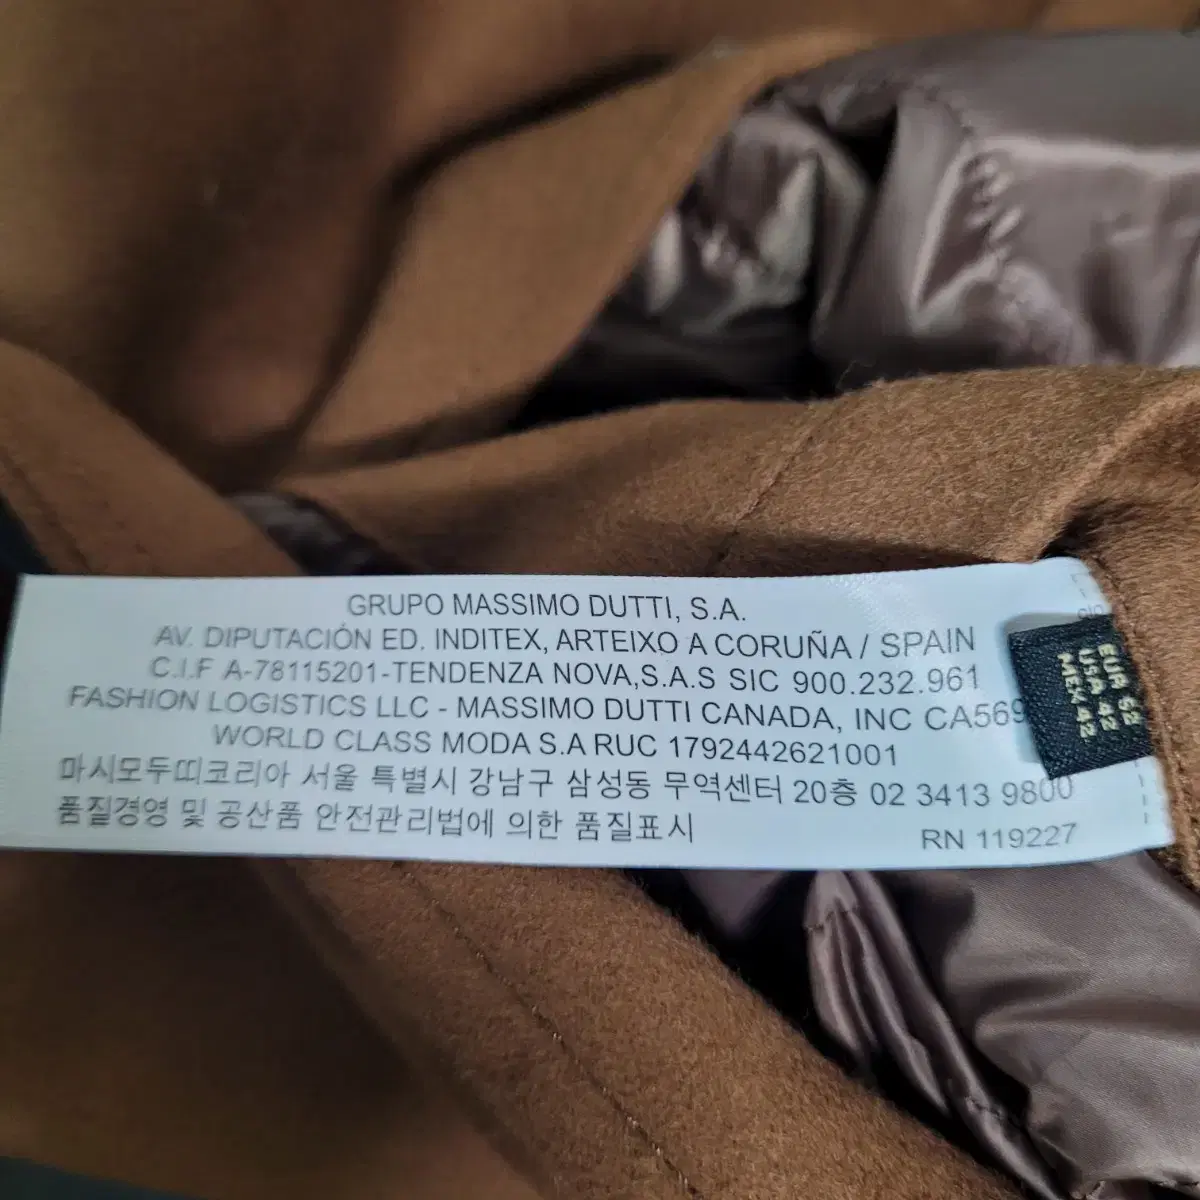 GRUPO MASSIMO DUTTI, S.A.
AV. DIPUTACIÓN ED. INDITEX, ARTEIXO A CORUÑA / SPAIN
C.I.F A-78115201-TENDENZA NOVA,S.A.S SIC 900.232.961
FASHION LOGISTICS LLC - MASSIMO DUTTI CANADA, INC CA569
WORLD CLASS MODA S.A RUC 1792442621001
마시모두띠코리아 서울 특별시 강남구 삼성동 무역센터 20층 02 3413 9800
품질경영 및 공산품 안전관리법에 의한 품질표시
RN 119227
EUR 52
USA 42
MEX 42